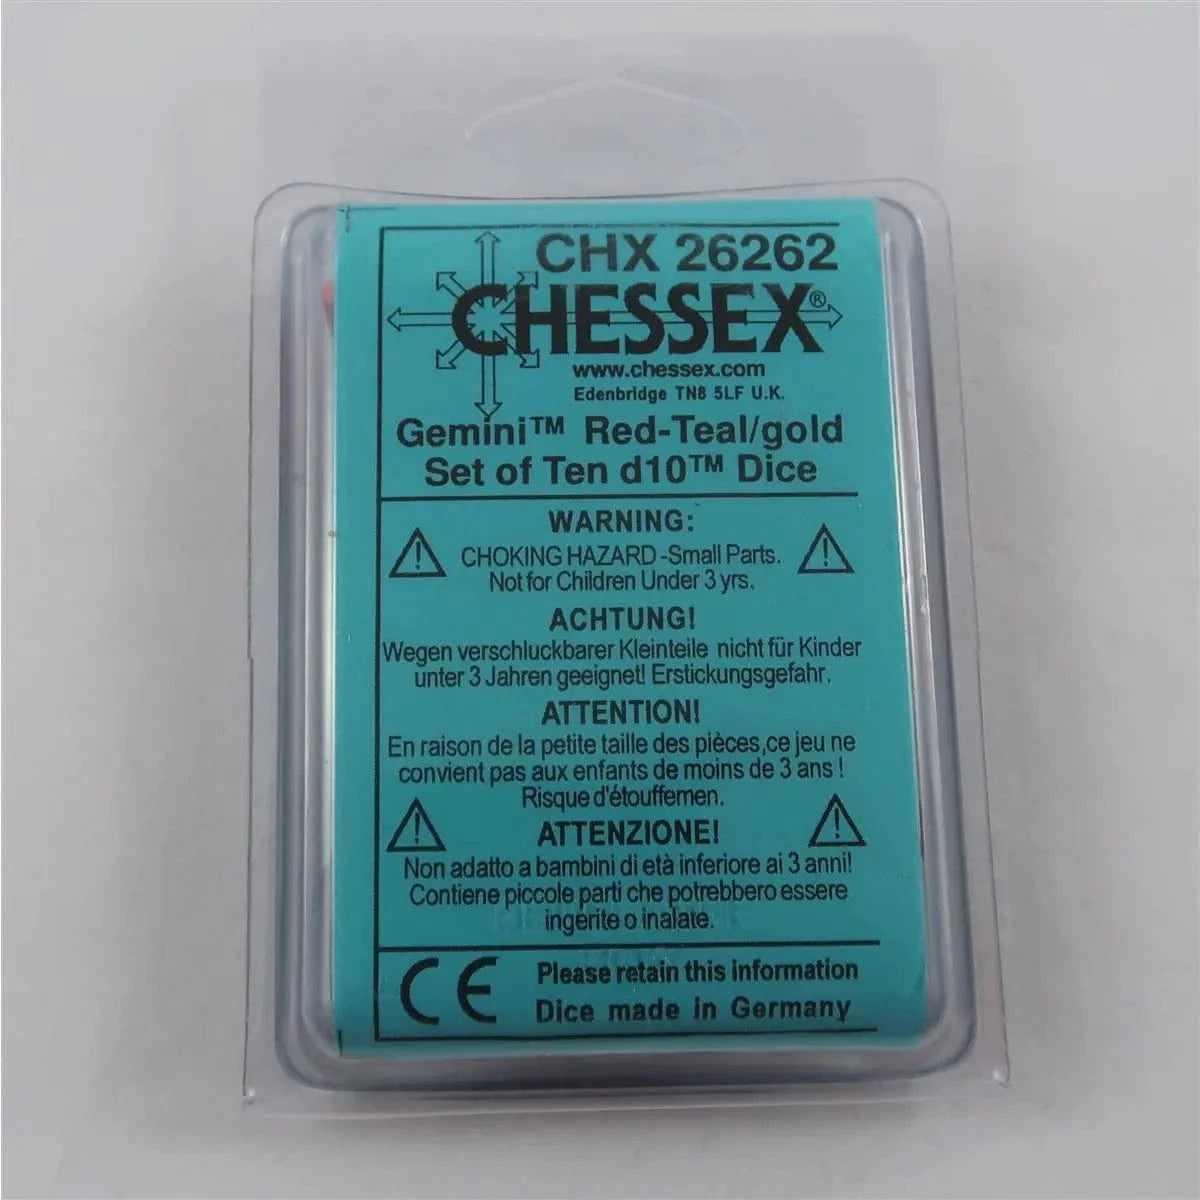 CHX 26262
CHESSEX®
www.chessex.com
Edenbridge TN8 5LF U.K.
Gemini™ Red-Teal/gold
Set of Ten d10™ Dice
WARNING:
CHOKING HAZARD -Small Parts.
Not for Children Under 3 yrs.
ACHTUNG!
Wegen verschluckbarer Kleinteile nicht für Kinder
unter 3 Jahren geeignet! Erstickungsgefahr.
ATTENTION!
En raison de la petite taille des pièces,ce jeu ne
convient pas aux enfants de moins de 3 ans !
Risque d'étouffemen.
ATTENZIONE!
Non adatto a bambini di età inferiore ai 3 anni!
Contiene piccole parti che potrebbero essere
ingerite o inalate.
CE
Please retain this information
Dice made in Germany